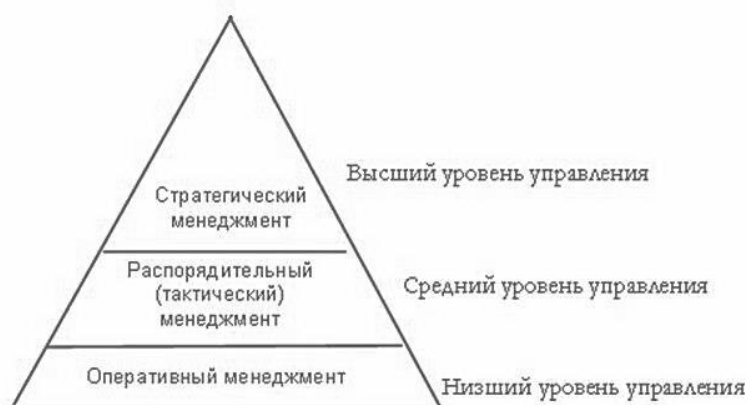 Высший уровень управления
Стратегический
менеджмент
Распорядительный
(тактический)
менеджмент
Средний уровень управления
Оперативный менеджмент
Низший уровень управления